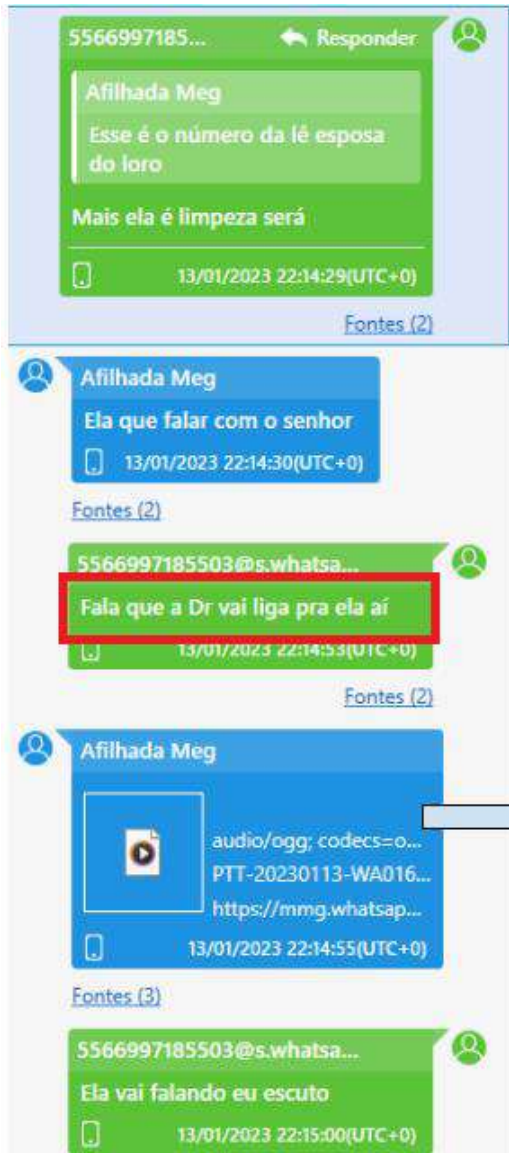 5566997185... Responder
Afilhada Meg
Esse é o número da lê esposa
do loro
Mais ela é limpeza será
13/01/2023 22:14:29(UTC+0)
Fontes (2)
Afilhada Meg
Ela que falar com o senhor
13/01/2023 22:14:30(UTC+0)
Fontes (2)
5566997185503@s.whatsa...
Fala que a Dr vai liga pra ela aí
13/01/2023 22:14:53(UTC+0)
Fontes (2)
Afilhada Meg
audio/ogg; codecs=o...
PTT-20230113-WA016...
https://mmg.whatsap...
13/01/2023 22:14:55(UTC+0)
Fontes (3)
5566997185503@s.whatsa...
Ela vai falando eu escuto
13/01/2023 22:15:00(UTC+0)